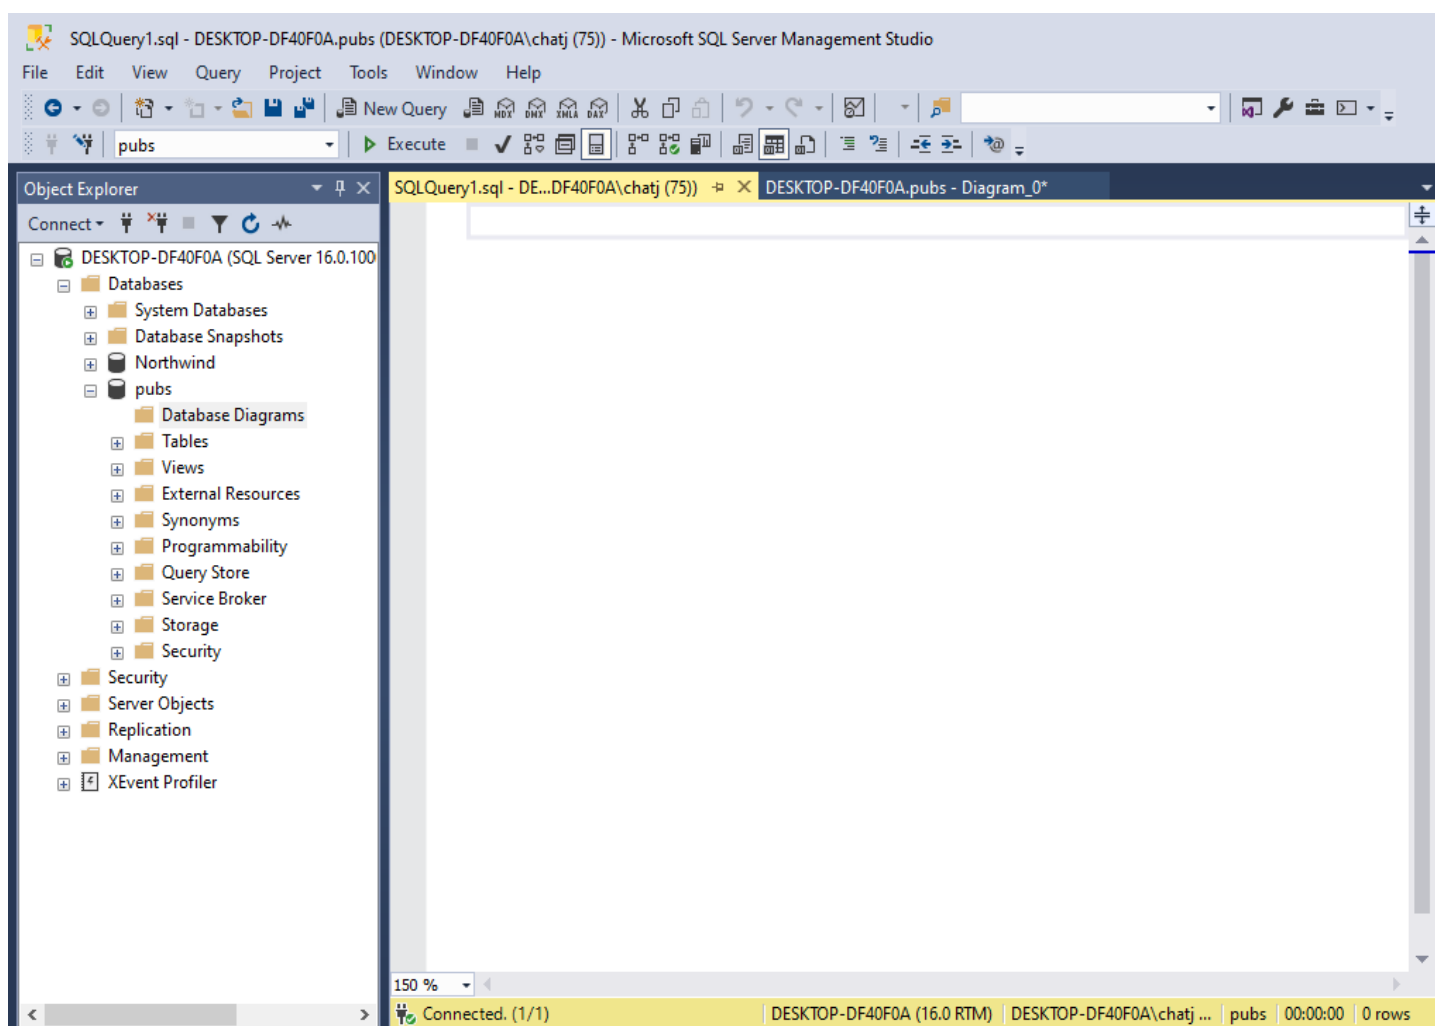 SQLQuery1.sql - DESKTOP-DF40F0A.pubs (DESKTOP-DF40F0A\chatj (75)) - Microsoft SQL Server Management Studio
File Edit View Query Project Tools Window Help
New Query MDX DMX XMLA DAX
pubs Execute
Object Explorer
Connect
DESKTOP-DF40F0A (SQL Server 16.0.100
Databases
System Databases
Database Snapshots
Northwind
pubs
Database Diagrams
Tables
Views
External Resources
Synonyms
Programmability
Query Store
Service Broker
Storage
Security
Security
Server Objects
Replication
Management
XEvent Profiler
SQLQuery1.sql - DE...DF40F0A\chatj (75)) DESKTOP-DF40F0A.pubs - Diagram_0*
150 %
Connected. (1/1) DESKTOP-DF40F0A (16.0 RTM) DESKTOP-DF40F0A\chatj ... pubs 00:00:00 0 rows